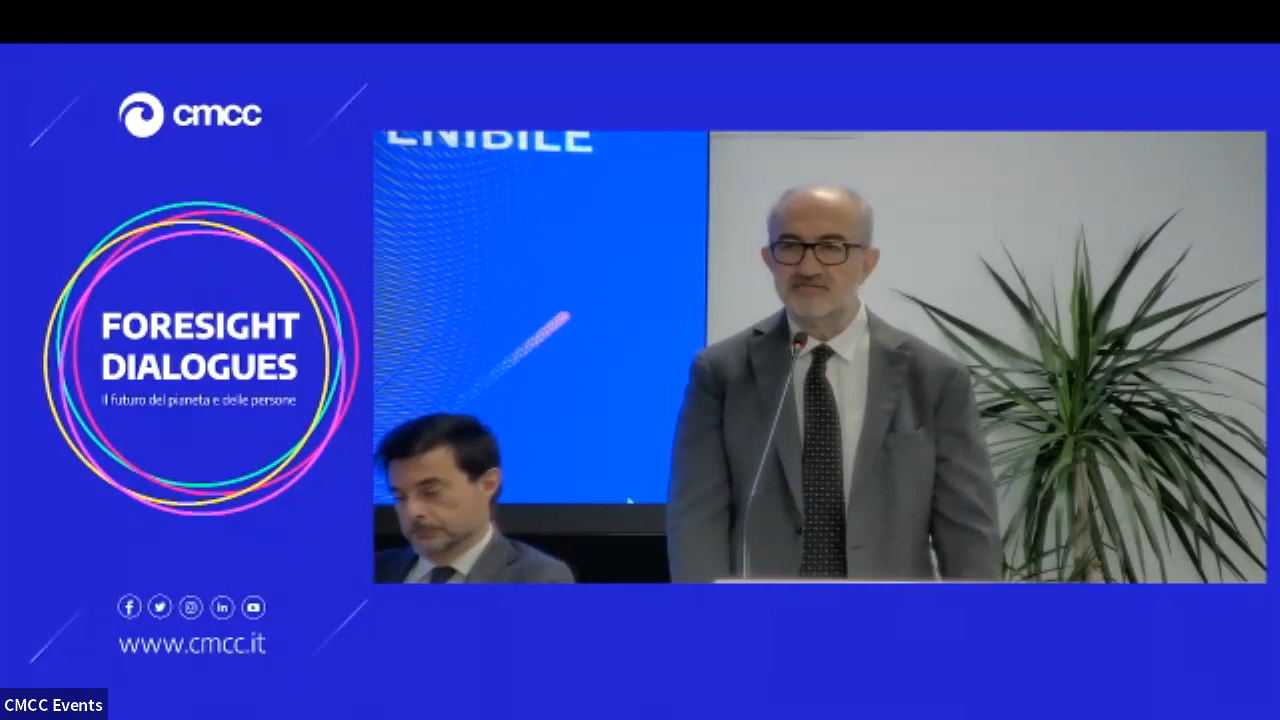 cmcc
FORESIGHT
DIALOGUES
Il futuro del pianeta e delle persone
www.cmcc.it
ENIBILE
CMCC Events